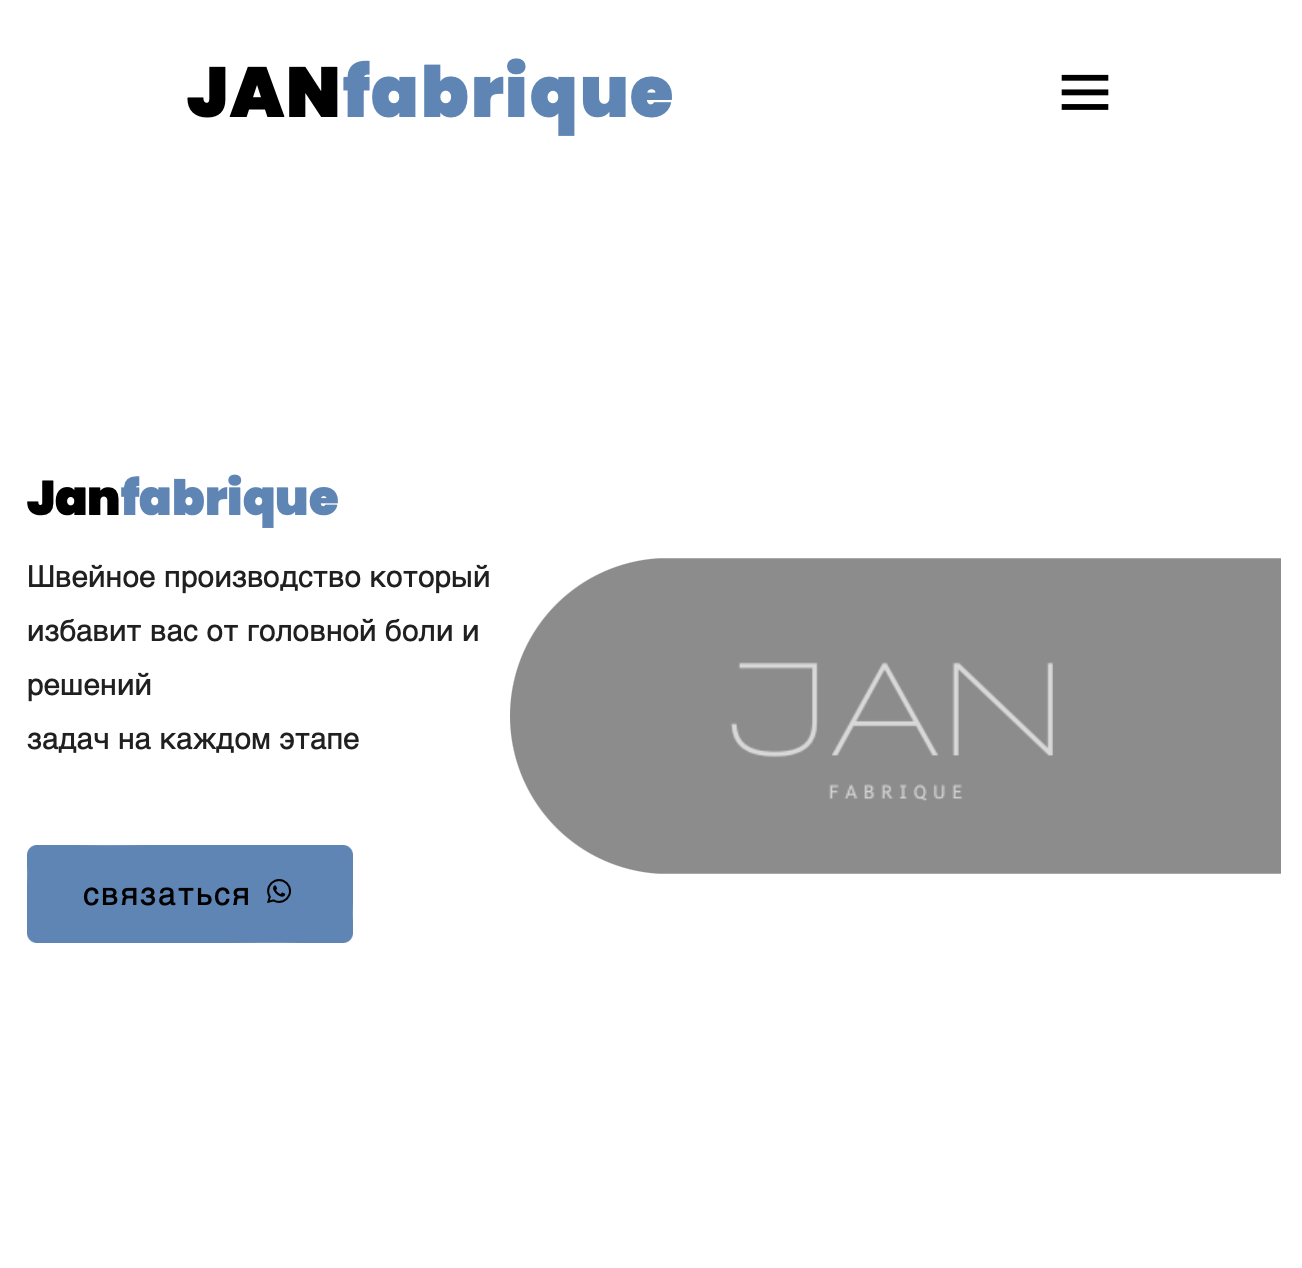 JANfabrique
Janfabrique
Швейное производство который
избавит вас от головной боли и
решений
задач на каждом этапе
связаться
JAN
FABRIQUE